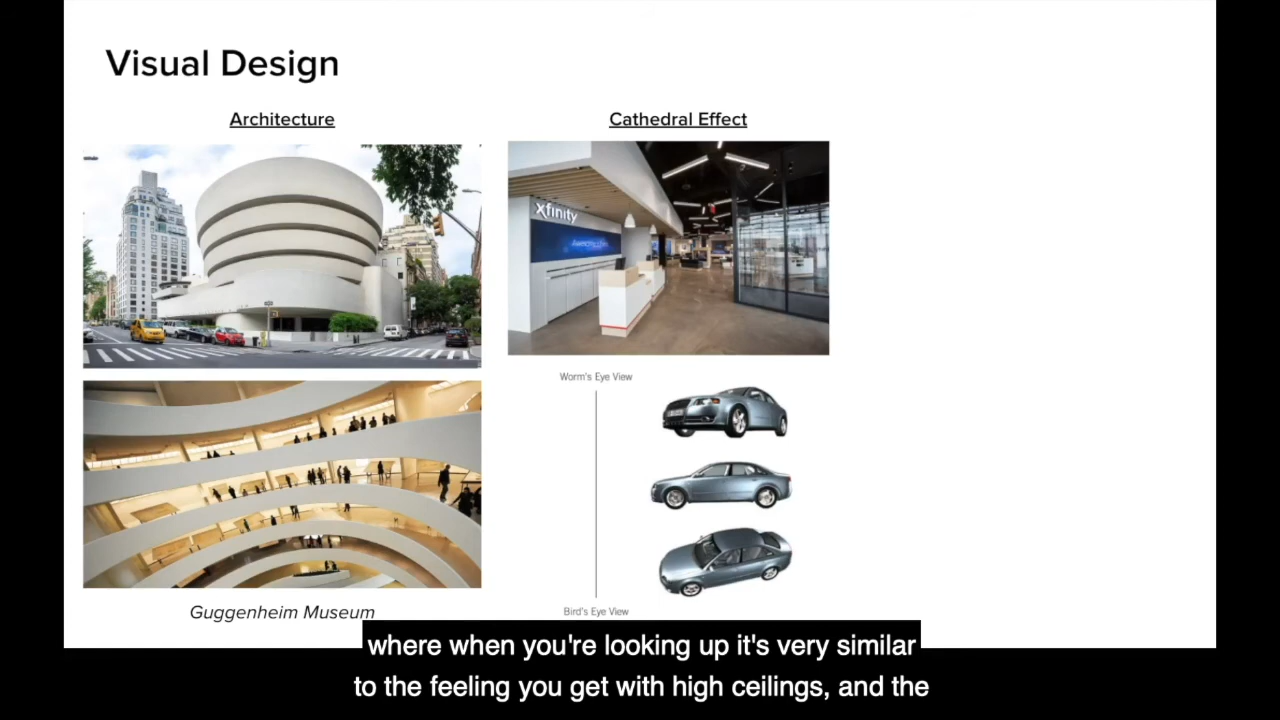 Visual Design
Architecture
Cathedral Effect
xfinity
Worm's Eye View
Bird's Eye View
Guggenheim Museum
where when you're looking up it's very similar
to the feeling you get with high ceilings, and the